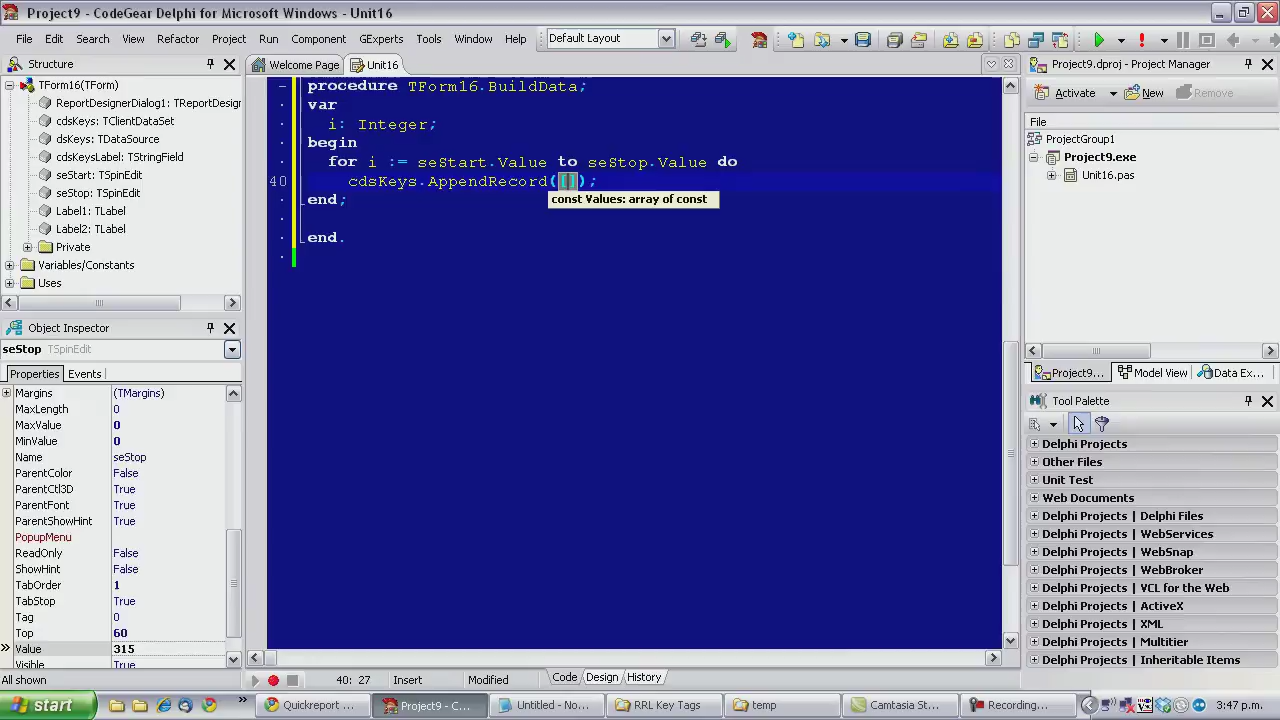 Project9 - CodeGear Delphi for Microsoft Windows - Unit16
File Edit Search View Refactor Project Run Component GExperts Tools Window Help Default Layout
Structure
TForm16(TForm)
ReportDesignerDialog1: TReportDesigr
cdsKeys: TClientDataSet
dsKeys: TDataSource
cdsKeysLabel: TStringField
seStart: TSpinEdit
seStop: TSpinEdit
Label1: TLabel
Label2: TLabel
Private
Variables/Constants
Uses
Object Inspector
seStop TSpinEdit
Properties Events
Margins (TMargins)
MaxLength 0
MaxValue 0
MinValue 0
Name seStop
ParentColor False
ParentCtl3D True
ParentFont True
ParentShowHint True
PopupMenu
ReadOnly False
ShowHint False
TabOrder 1
TabStop True
Tag 0
Top 60
Value 315
Visible True
All shown
Welcome Page Unit16
procedure TForm16.BuildData;
var
i: Integer;
begin
for i := seStart.Value to seStop.Value do
40 cdsKeys.AppendRecord([]);
const Values: array of const
end;
end.
40: 27 Insert Modified Code Design History
Project9.dproj - Project Manager
Activate New Remove
File
ProjectGroup1
Project9.exe
Unit16.pas
Project9... Model View Data Ex...
Tool Palette
Delphi Projects
Other Files
Unit Test
Web Documents
Delphi Projects | Delphi Files
Delphi Projects | WebServices
Delphi Projects | WebSnap
Delphi Projects | WebBroker
Delphi Projects | VCL for the Web
Delphi Projects | ActiveX
Delphi Projects | XML
Delphi Projects | Multitier
Delphi Projects | Inheritable Items
start Quickreport ... Project9 - C... Untitled - No... RRL Key Tags temp Camtasia St... Recording... 3:47 p.m.